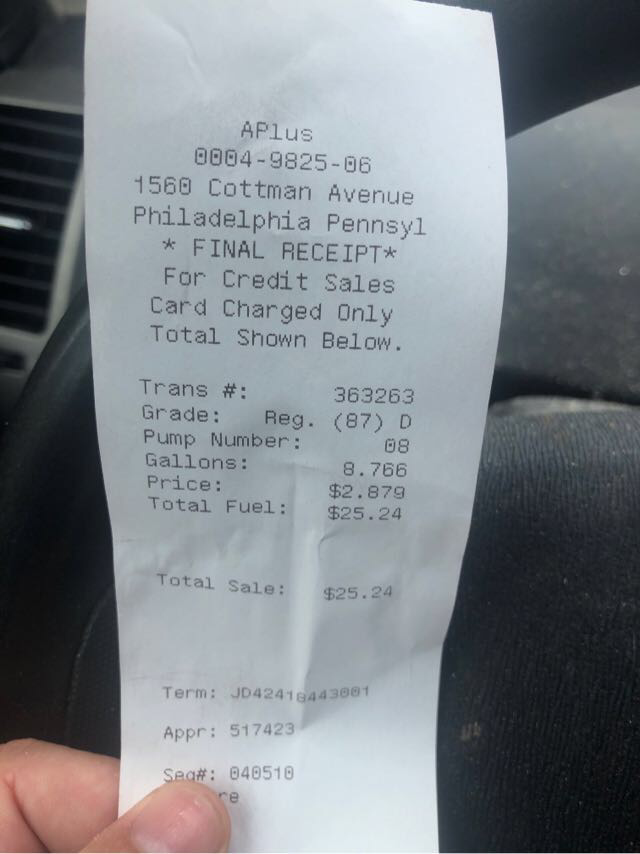 APlus
0004-9825-06
1560 Cottman Avenue
Philadelphia Pennsyl
* FINAL RECEIPT*
For Credit Sales
Card Charged Only
Total Shown Below.
Trans #: 363263
Grade: Reg. (87) D
Pump Number: 08
Gallons: 8.766
Price: $2.879
Total Fuel: $25.24
Total Sale: $25.24
Term: JD42418443001
Appr: 517423
Seq#: 040510